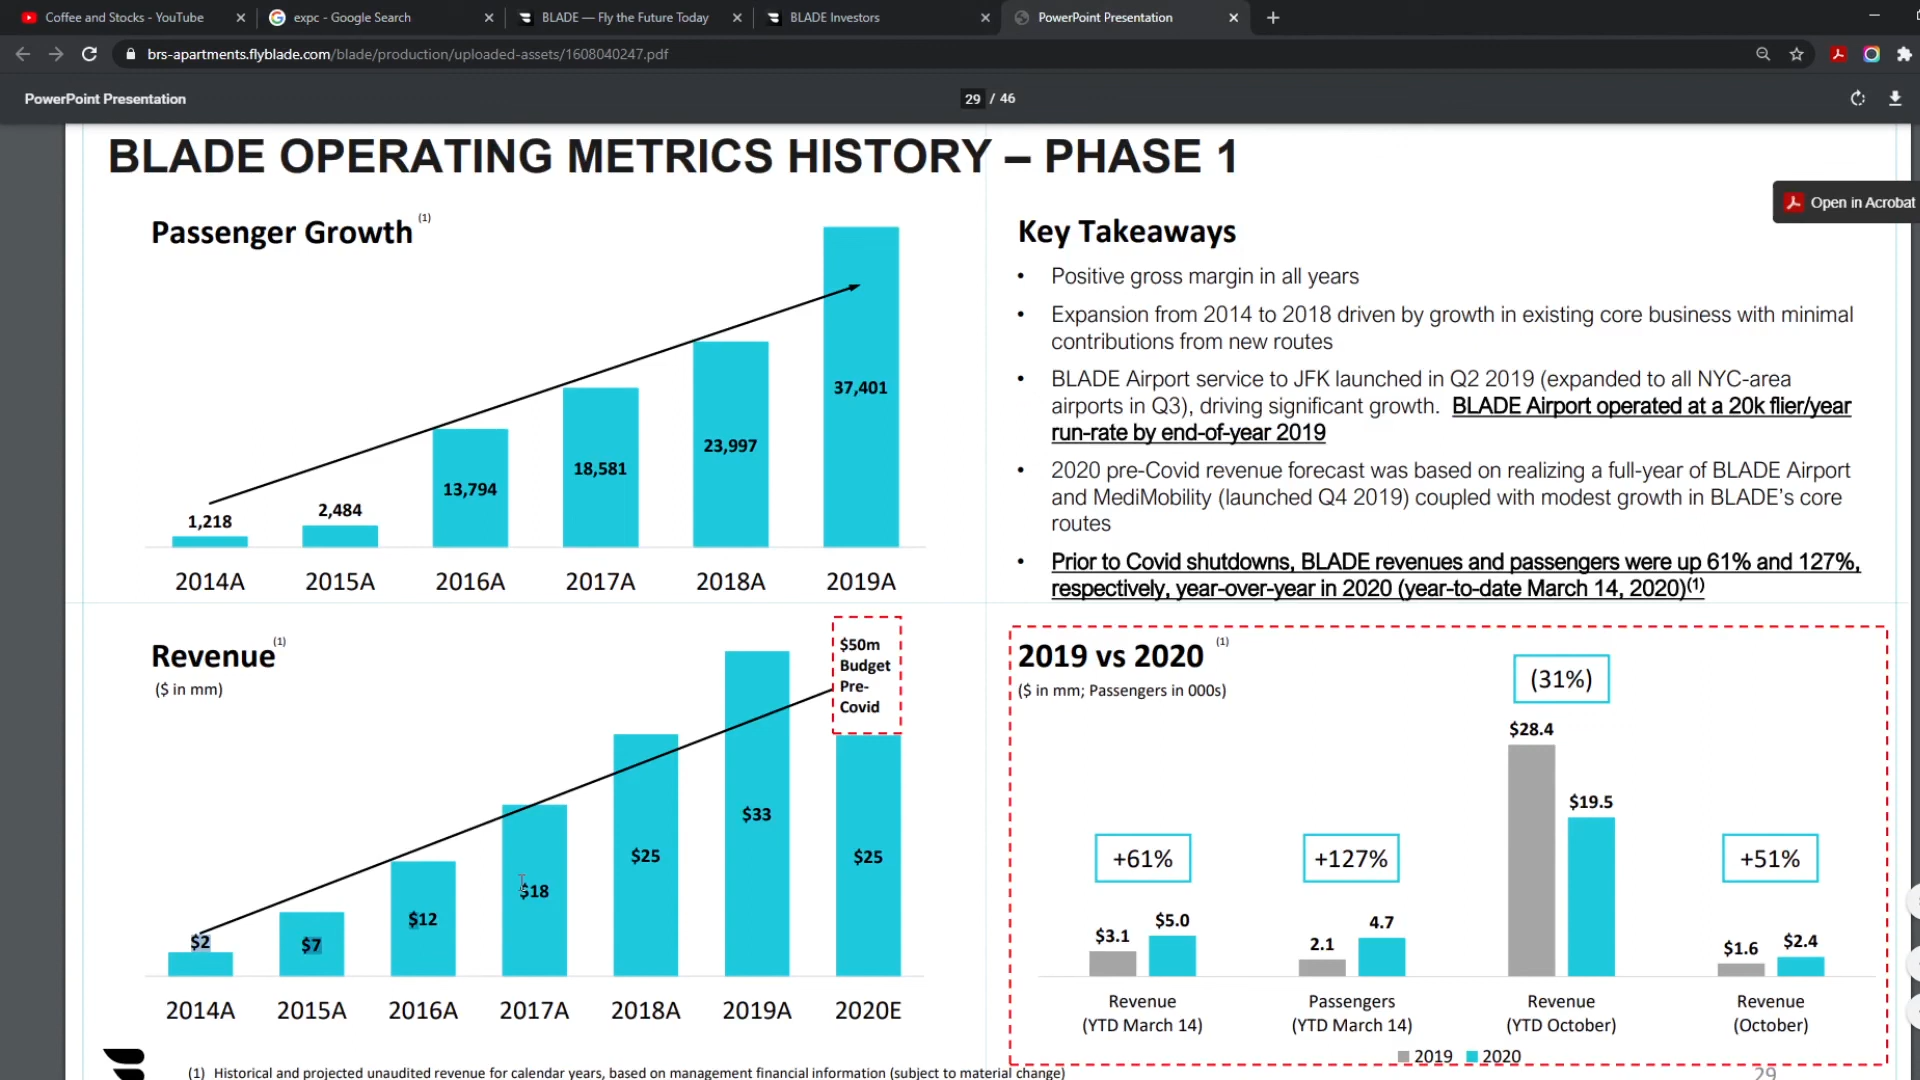 Coffee and Stocks - YouTube
expc - Google Search
BLADE — Fly the Future Today
BLADE Investors
PowerPoint Presentation
brs-apartments.flyblade.com/blade/production/uploaded-assets/1608040247.pdf
PowerPoint Presentation
29 / 46
BLADE OPERATING METRICS HISTORY – PHASE 1
Open in Acrobat
Passenger Growth (1)
1,218
2,484
13,794
18,581
23,997
37,401
2014A
2015A
2016A
2017A
2018A
2019A
Key Takeaways
• Positive gross margin in all years
• Expansion from 2014 to 2018 driven by growth in existing core business with minimal
contributions from new routes
• BLADE Airport service to JFK launched in Q2 2019 (expanded to all NYC-area
airports in Q3), driving significant growth. BLADE Airport operated at a 20k flier/year
run-rate by end-of-year 2019
• 2020 pre-Covid revenue forecast was based on realizing a full-year of BLADE Airport
and MediMobility (launched Q4 2019) coupled with modest growth in BLADE's core
routes
• Prior to Covid shutdowns, BLADE revenues and passengers were up 61% and 127%,
respectively, year-over-year in 2020 (year-to-date March 14, 2020)(1)
Revenue (1)
($ in mm)
$50m
Budget
Pre-
Covid
$2
$7
$12
$18
$25
$33
$25
2014A
2015A
2016A
2017A
2018A
2019A
2020E
2019 vs 2020 (1)
($ in mm; Passengers in 000s)
+61%
+127%
(31%)
+51%
$3.1
$5.0
2.1
4.7
$28.4
$19.5
$1.6
$2.4
Revenue
(YTD March 14)
Passengers
(YTD March 14)
Revenue
(YTD October)
Revenue
(October)
2019
2020
(1) Historical and projected unaudited revenue for calendar years, based on management financial information (subject to material change)
29